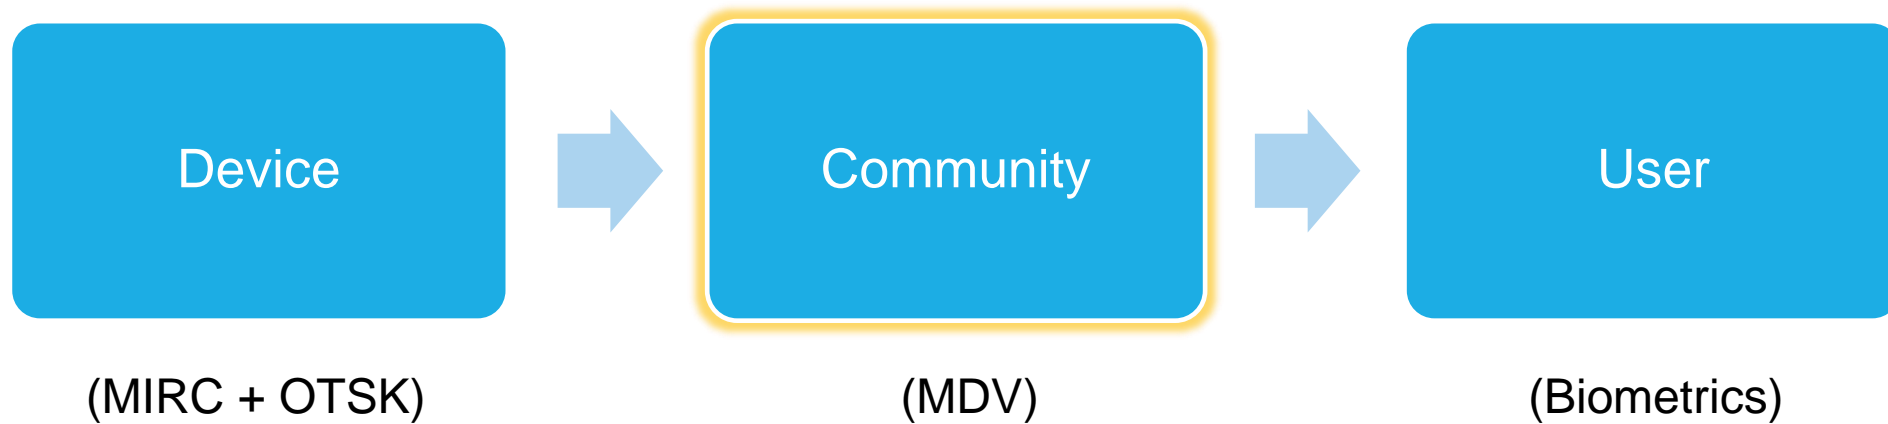 Device
Community
User
(MIRC + OTSK)
(MDV)
(Biometrics)